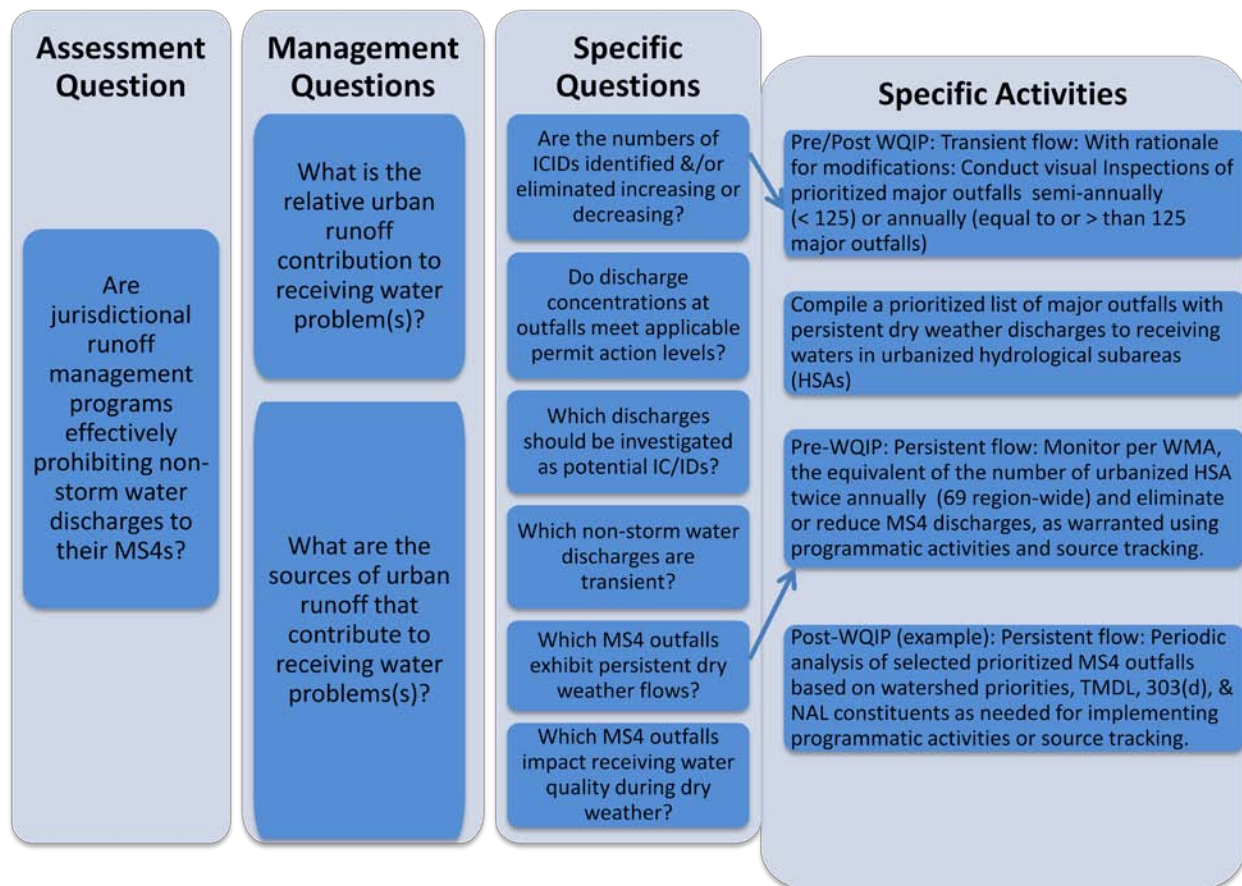 Assessment
Question
Are
jurisdictional
runoff
management
programs
effectively
prohibiting non-
storm water
discharges to
their MS4s?
Management
Questions
What is the
relative urban
runoff
contribution to
receiving water
problem(s)?
What are the
sources of urban
runoff that
contribute to
receiving water
problems(s)?
Specific
Questions
Are the numbers of
ICIDs identified &/or
eliminated increasing or
decreasing?
Do discharge
concentrations at
outfalls meet applicable
permit action levels?
Which discharges
should be investigated
as potential IC/IDs?
Which non-storm water
discharges are
transient?
Which MS4 outfalls
exhibit persistent dry
weather flows?
Which MS4 outfalls
impact receiving water
quality during dry
weather?
Specific Activities
Pre/Post WQIP: Transient flow: With rationale
for modifications: Conduct visual Inspections of
prioritized major outfalls semi-annually
(< 125) or annually (equal to or > than 125
major outfalls)
Compile a prioritized list of major outfalls with
persistent dry weather discharges to receiving
waters in urbanized hydrological subareas
(HSAs)
Pre-WQIP: Persistent flow: Monitor per WMA,
the equivalent of the number of urbanized HSA
twice annually (69 region-wide) and eliminate
or reduce MS4 discharges, as warranted using
programmatic activities and source tracking.
Post-WQIP (example): Persistent flow: Periodic
analysis of selected prioritized MS4 outfalls
based on watershed priorities, TMDL, 303(d), &
NAL constituents as needed for implementing
programmatic activities or source tracking.